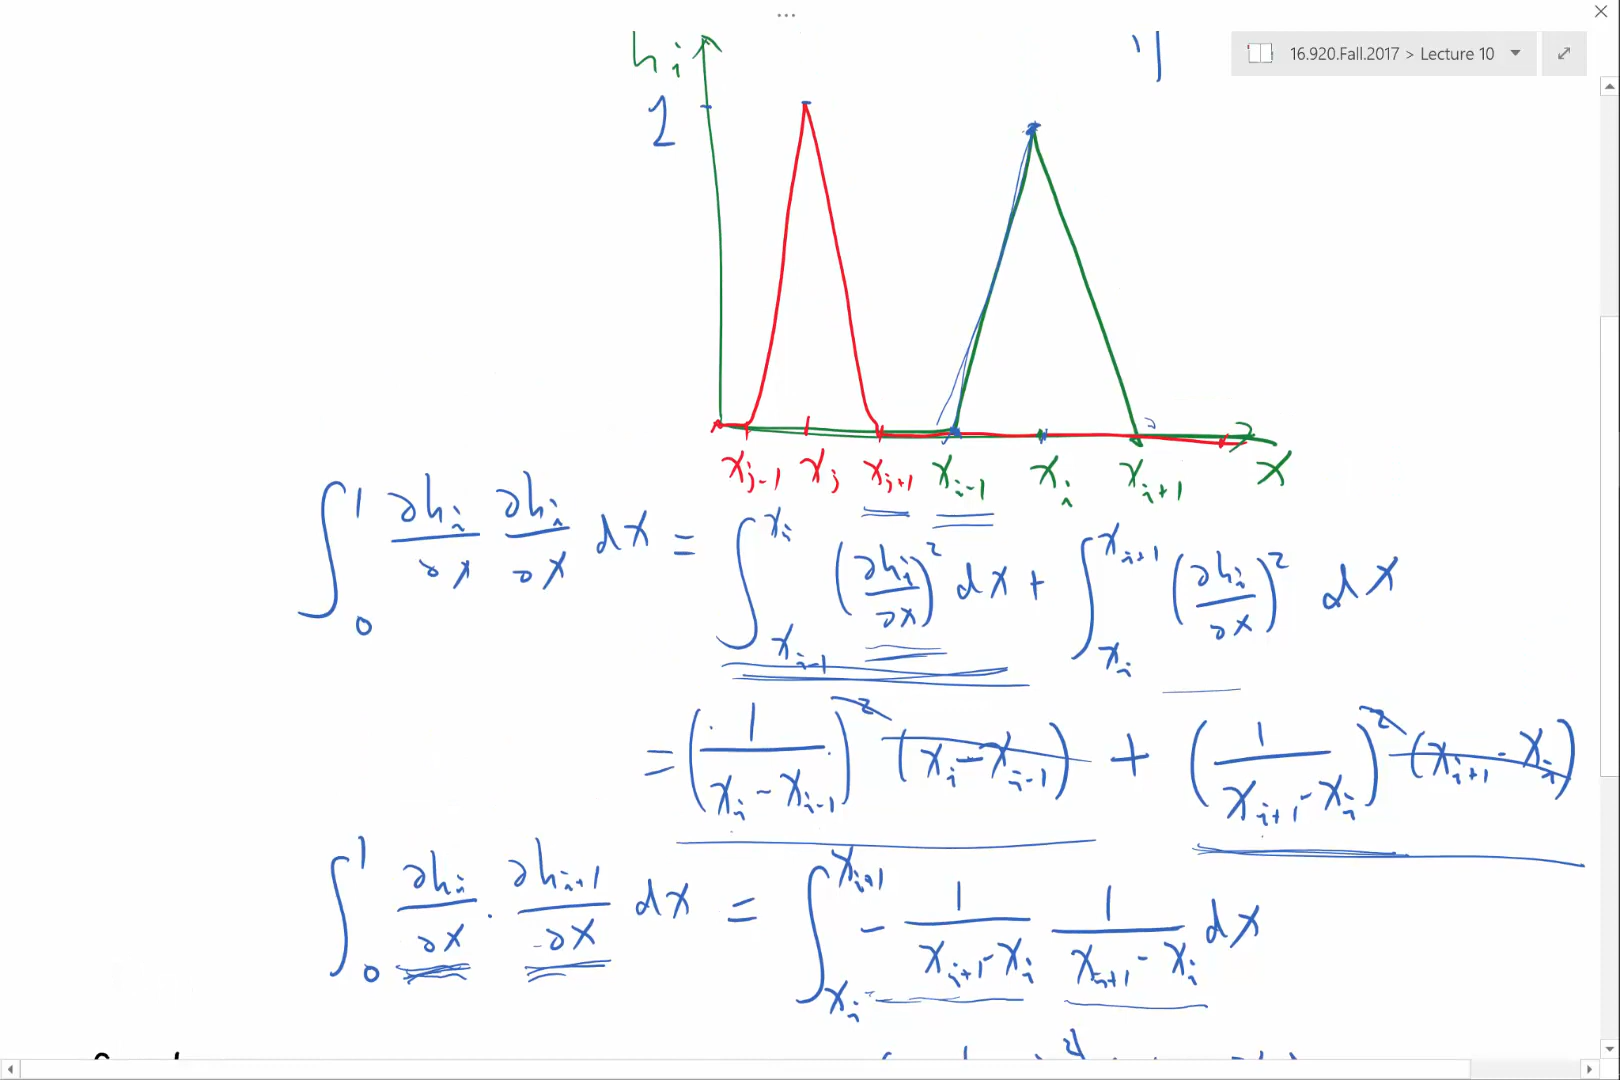 ...
16.920.Fall.2017 > Lecture 10
h_i
1
x_{j-1} x_j x_{j+1} x_{i-1} x_i x_{i+1} x
∫_0^1 ∂h_i/∂x ∂h_i/∂x dx = ∫_{x_{i-1}}^{x_i} (∂h_i/∂x)^2 dx + ∫_{x_i}^{x_{i+1}} (∂h_i/∂x)^2 dx
= (1/(x_i - x_{i-1}))^2 (x_i - x_{i-1}) + (1/(x_{i+1} - x_i))^2 (x_{i+1} - x_i)
∫_0^1 ∂h_i/∂x · ∂h_{i+1}/∂x dx = ∫_{x_i}^{x_{i+1}} - 1/(x_{i+1} - x_i) 1/(x_{i+1} - x_i) dx